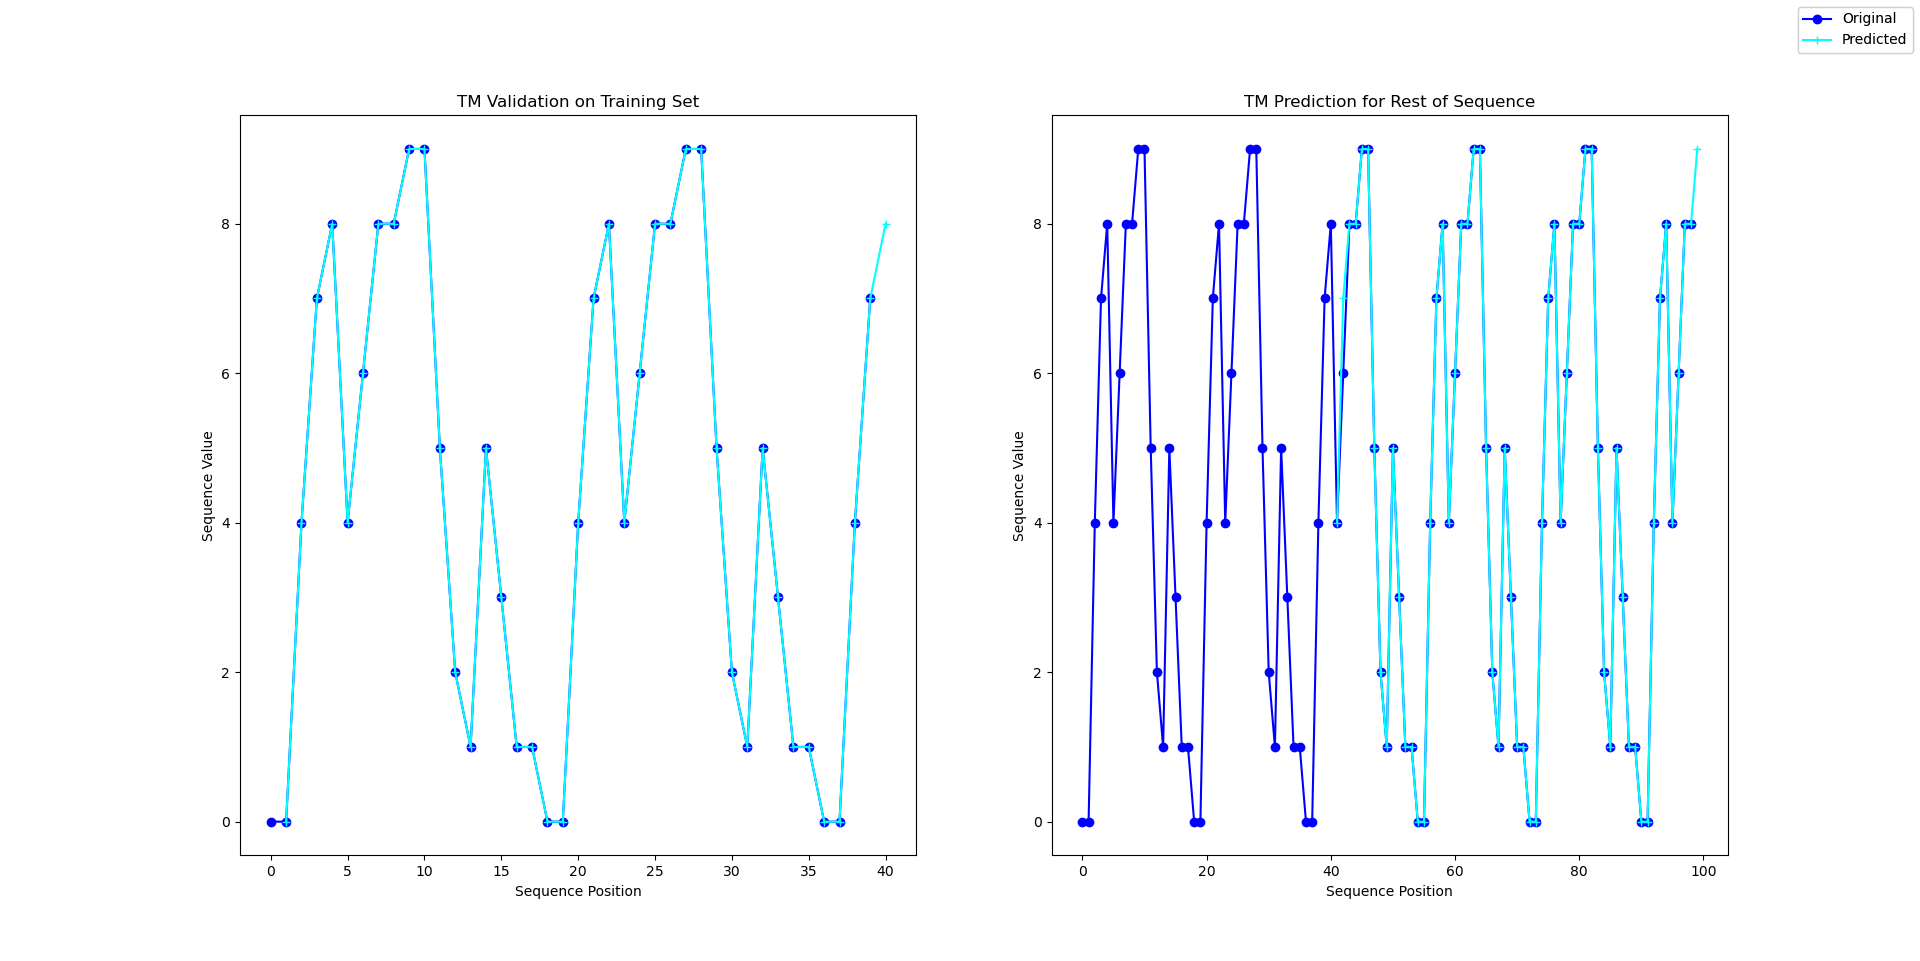 Original
Predicted
TM Validation on Training Set
TM Prediction for Rest of Sequence
8
6
4
2
0
Sequence Value
0 5 10 15 20 25 30 35 40
Sequence Position
8
6
4
2
0
Sequence Value
0 20 40 60 80 100
Sequence Position